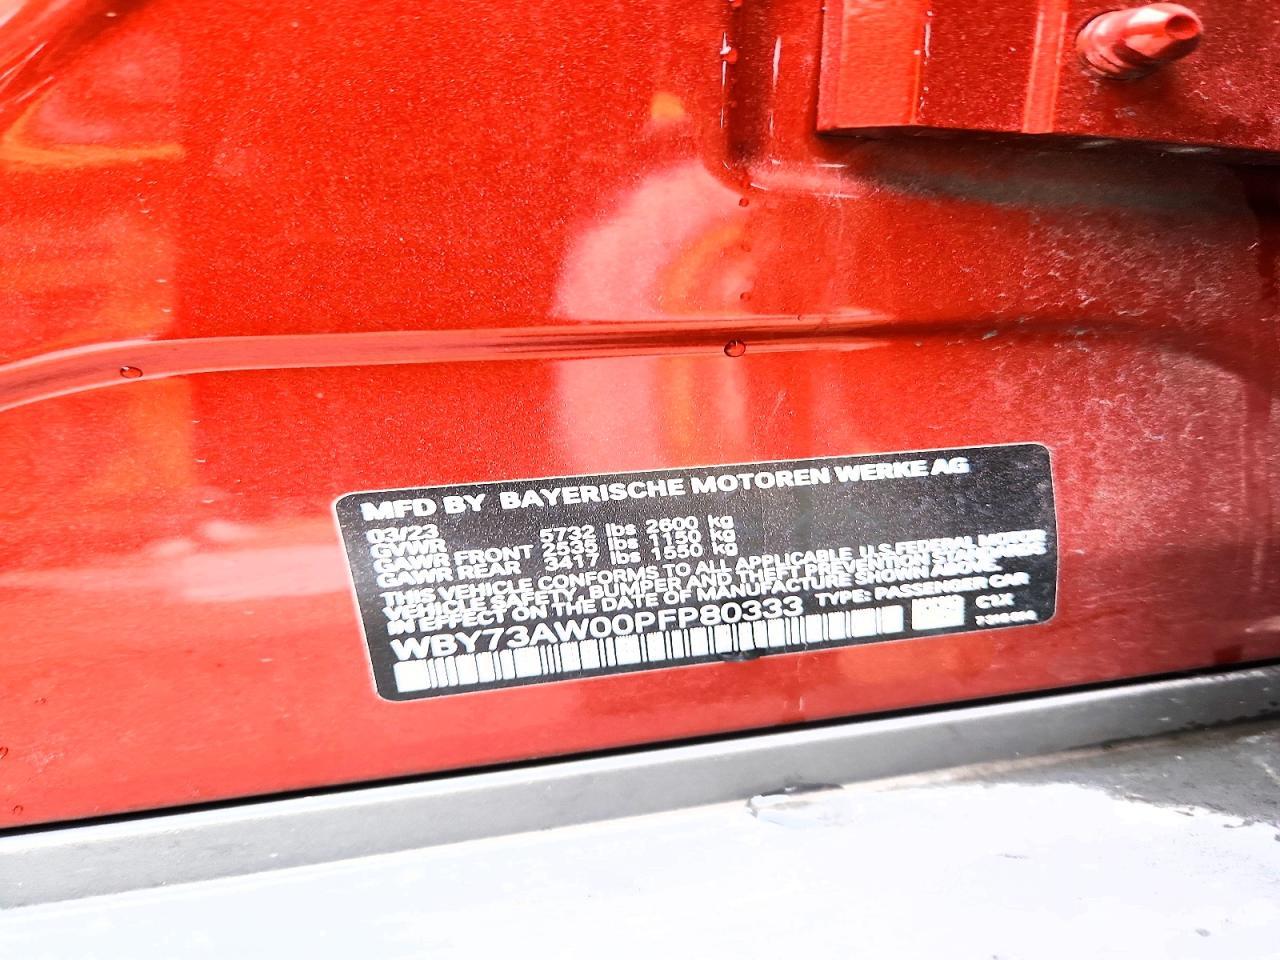 MFD BY BAYERISCHE MOTOREN WERKE AG
03/23
GVWR 5732 lbs 2600 kg
GAWR FRONT 2535 lbs 1150 kg
GAWR REAR 3417 lbs 1550 kg
THIS VEHICLE CONFORMS TO ALL APPLICABLE U.S. FEDERAL MOTOR
VEHICLE SAFETY, BUMPER AND THEFT PREVENTION STANDARDS
IN EFFECT ON THE DATE OF MANUFACTURE SHOWN ABOVE.
WBY73AW00PFP80333 TYPE: PASSENGER CAR